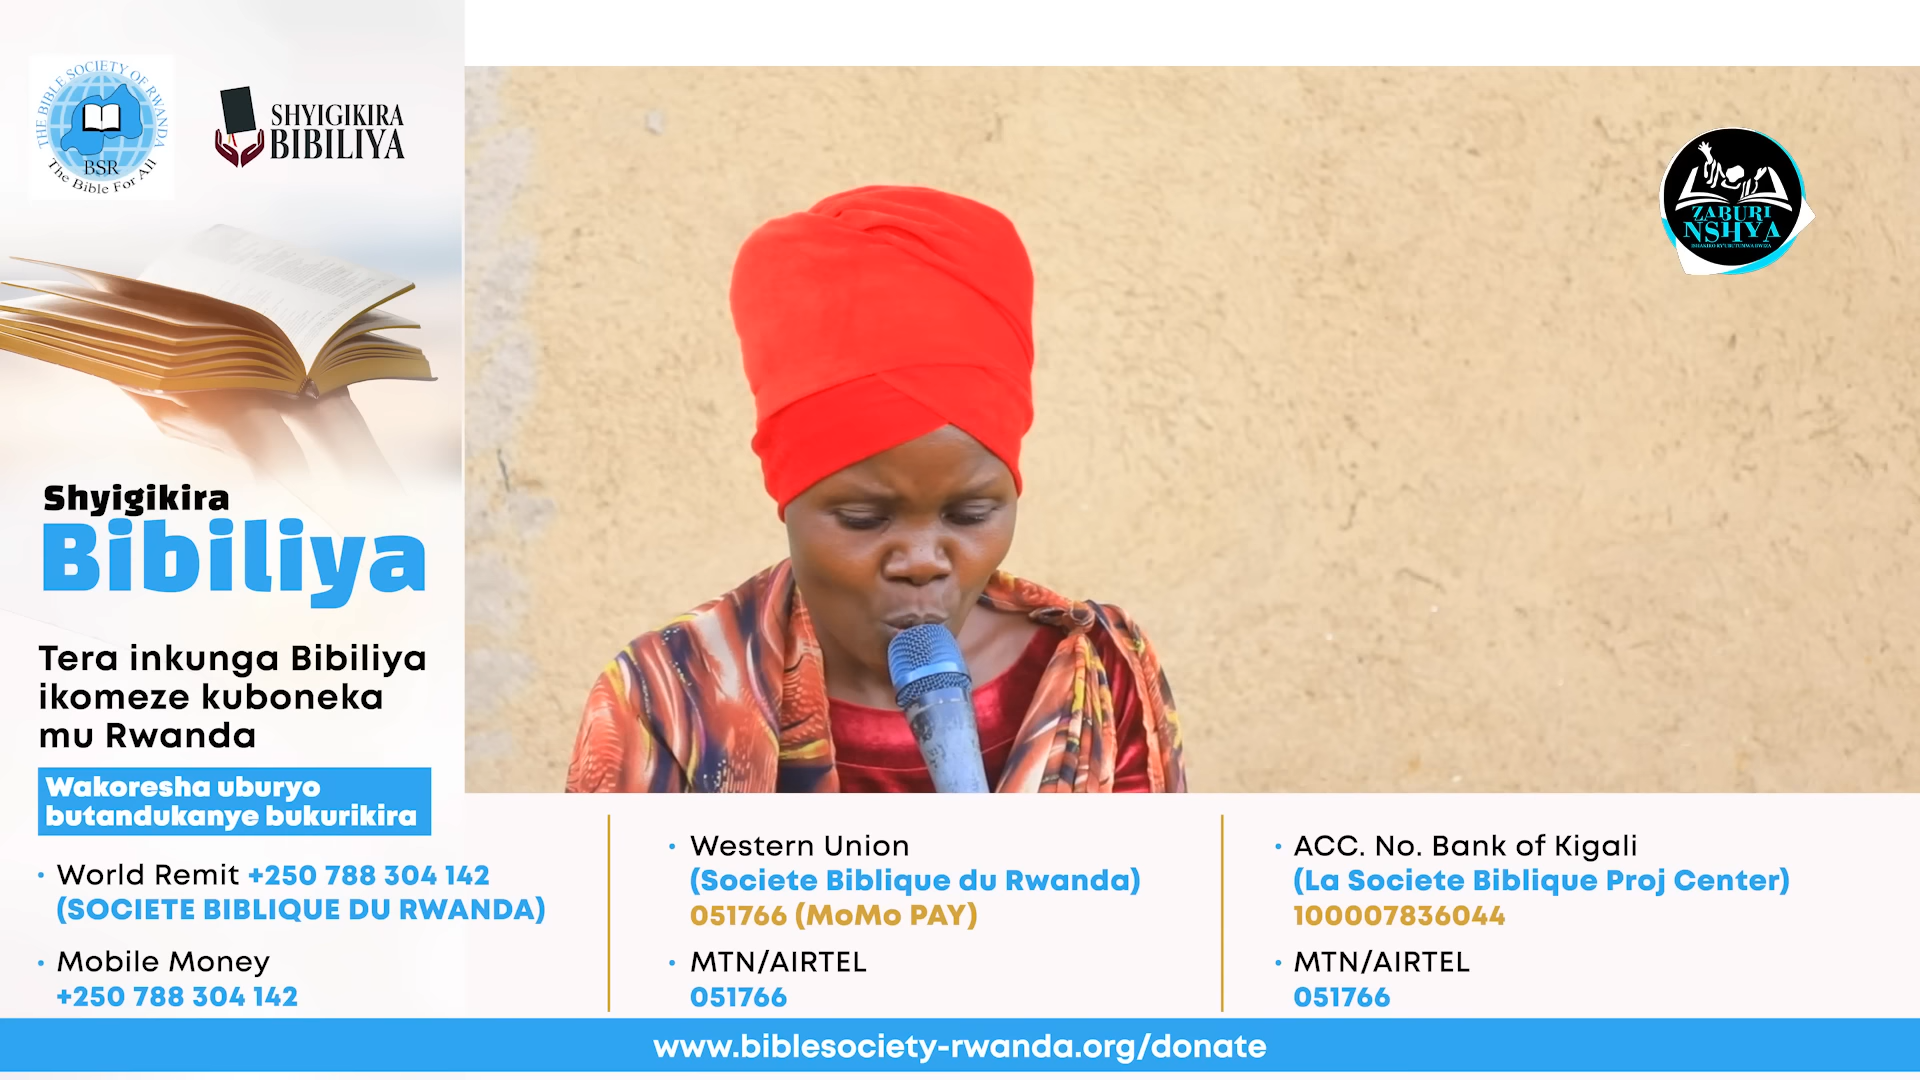 THE BIBLE SOCIETY OF RWANDA
BSR
The Bible For All
SHYIGIKIRA
BIBILIYA
ZABURI
NSHYA
Shyigikira
Bibiliya
Tera inkunga Bibiliya
ikomeze kuboneka
mu Rwanda
Wakoresha uburyo
butandukanye bukurikira
• World Remit +250 788 304 142
(SOCIETE BIBLIQUE DU RWANDA)
• Mobile Money
+250 788 304 142
• Western Union
(Societe Biblique du Rwanda)
051766 (MoMo PAY)
• MTN/AIRTEL
051766
• ACC. No. Bank of Kigali
(La Societe Biblique Proj Center)
100007836044
• MTN/AIRTEL
051766
www.biblesociety-rwanda.org/donate